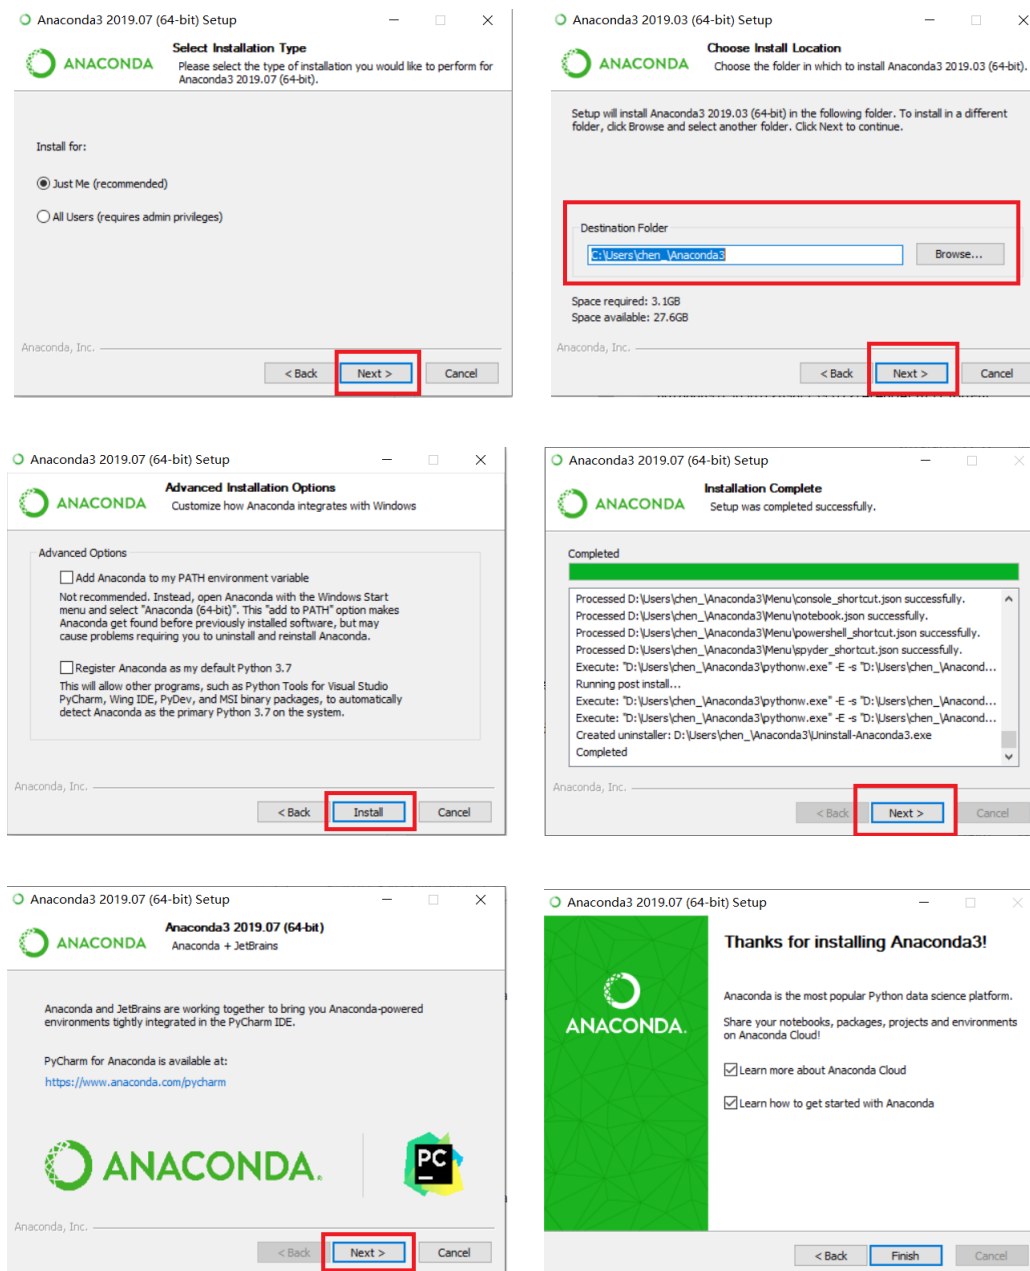 Anaconda3 2019.07 (64-bit) Setup
ANACONDA
Select Installation Type
Please select the type of installation you would like to perform for
Anaconda3 2019.07 (64-bit).
Install for:
Just Me (recommended)
All Users (requires admin privileges)
Anaconda, Inc.
< Back
Next >
Cancel
Anaconda3 2019.03 (64-bit) Setup
ANACONDA
Choose Install Location
Choose the folder in which to install Anaconda3 2019.03 (64-bit).
Setup will install Anaconda3 2019.03 (64-bit) in the following folder. To install in a different
folder, click Browse and select another folder. Click Next to continue.
Destination Folder
C:\Users\chen_\Anaconda3
Browse...
Space required: 3.1GB
Space available: 27.6GB
Anaconda, Inc.
< Back
Next >
Cancel
Anaconda3 2019.07 (64-bit) Setup
ANACONDA
Advanced Installation Options
Customize how Anaconda integrates with Windows
Advanced Options
Add Anaconda to my PATH environment variable
Not recommended. Instead, open Anaconda with the Windows Start
menu and select "Anaconda (64-bit)". This "add to PATH" option makes
Anaconda get found before previously installed software, but may
cause problems requiring you to uninstall and reinstall Anaconda.
Register Anaconda as my default Python 3.7
This will allow other programs, such as Python Tools for Visual Studio
PyCharm, Wing IDE, PyDev, and MSI binary packages, to automatically
detect Anaconda as the primary Python 3.7 on the system.
Anaconda, Inc.
< Back
Install
Cancel
Anaconda3 2019.07 (64-bit) Setup
ANACONDA
Installation Complete
Setup was completed successfully.
Completed
Processed D:\Users\chen_\Anaconda3\Menu\console_shortcut.json successfully.
Processed D:\Users\chen_\Anaconda3\Menu\notebook.json successfully.
Processed D:\Users\chen_\Anaconda3\Menu\powershell_shortcut.json successfully.
Processed D:\Users\chen_\Anaconda3\Menu\spyder_shortcut.json successfully.
Execute: "D:\Users\chen_\Anaconda3\pythonw.exe" -E -s "D:\Users\chen_\Anacond...
Running post install...
Execute: "D:\Users\chen_\Anaconda3\pythonw.exe" -E -s "D:\Users\chen_\Anacond...
Execute: "D:\Users\chen_\Anaconda3\pythonw.exe" -E -s "D:\Users\chen_\Anacond...
Created uninstaller: D:\Users\chen_\Anaconda3\Uninstall-Anaconda3.exe
Completed
Anaconda, Inc.
< Back
Next >
Cancel
Anaconda3 2019.07 (64-bit) Setup
ANACONDA
Anaconda3 2019.07 (64-bit)
Anaconda + JetBrains
Anaconda and JetBrains are working together to bring you Anaconda-powered
environments tightly integrated in the PyCharm IDE.
PyCharm for Anaconda is available at:
https://www.anaconda.com/pycharm
ANACONDA.
PC
Anaconda, Inc.
< Back
Next >
Cancel
Anaconda3 2019.07 (64-bit) Setup
ANACONDA.
Thanks for installing Anaconda3!
Anaconda is the most popular Python data science platform.
Share your notebooks, packages, projects and environments
on Anaconda Cloud!
Learn more about Anaconda Cloud
Learn how to get started with Anaconda
< Back
Finish
Cancel